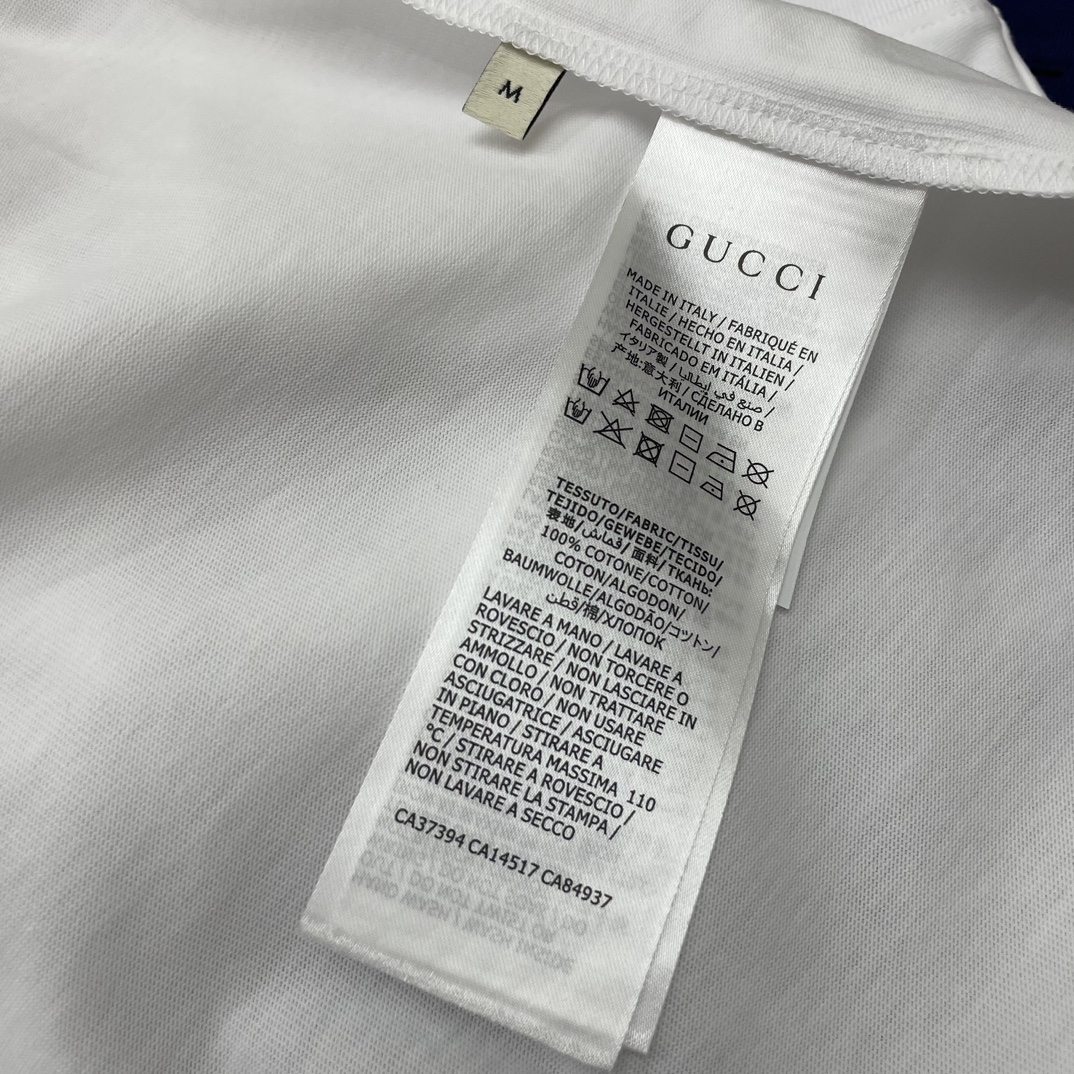 M
GUCCI
MADE IN ITALY / FABRIQUÉ EN
ITALIE / HECHO EN ITALIA /
HERGESTELLT IN ITALIEN /
FABRICADO EM ITÁLIA /
イタリア製 / صنع في إيطاليا /
产地:意大利 / СДЕЛАНО В
ИТАЛИИ
TESSUTO/FABRIC/TISSU/
TEJIDO/GEWEBE/TECIDO/
表地/قماش/ 面料/ТКАНЬ:
100% COTONE/COTTON/
COTON/ALGODON/
BAUMWOLLE/ALGODÃO/コットン/
قطن/棉/ХЛОПОК
LAVARE A MANO / LAVARE A
ROVESCIO / NON TORCERE O
STRIZZARE / NON LASCIARE IN
AMMOLLO / NON TRATTARE
CON CLORO / NON USARE
ASCIUGATRICE / ASCIUGARE
IN PIANO / STIRARE A
TEMPERATURA MASSIMA 110
°C / STIRARE A ROVESCIO /
NON STIRARE LA STAMPA /
NON LAVARE A SECCO
CA37394 CA14517 CA84937